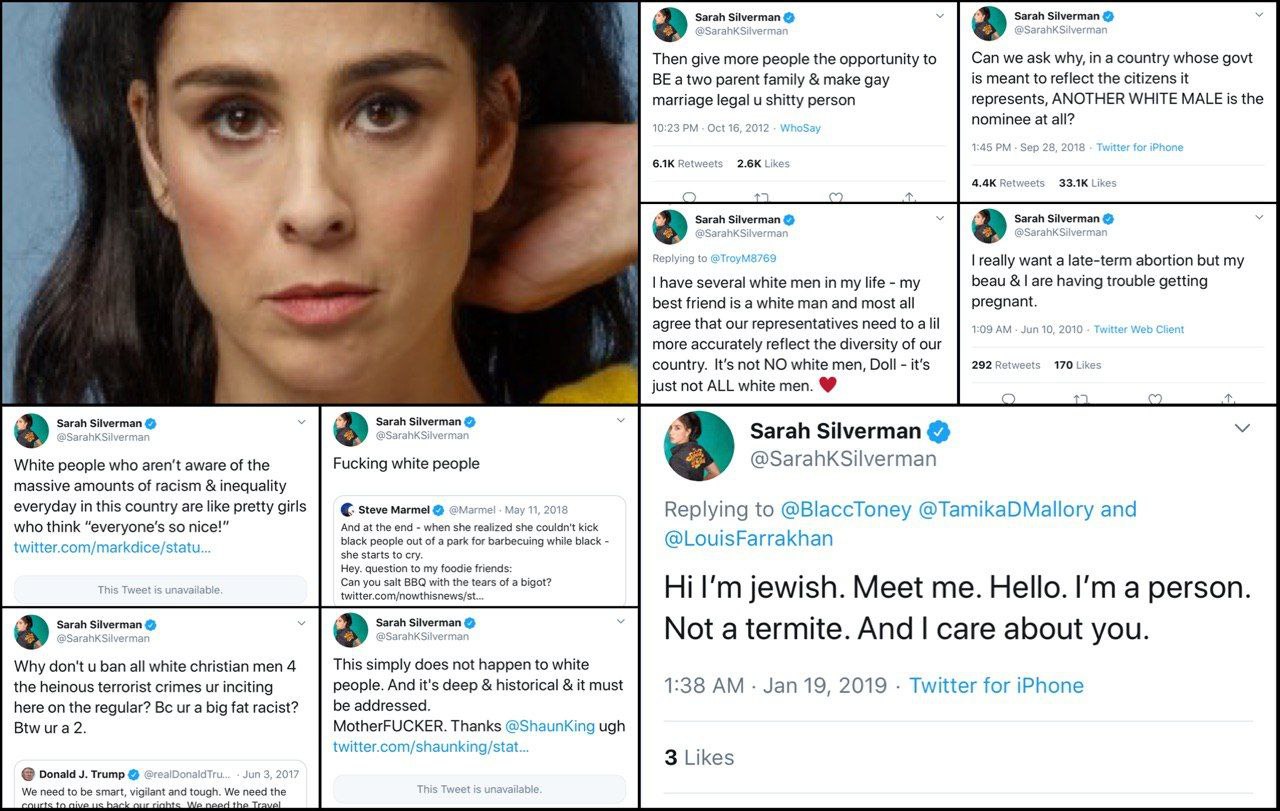 Sarah Silverman
@SarahKSilverman
Then give more people the opportunity to
BE a two parent family & make gay
marriage legal u shitty person
10:23 PM · Oct 16, 2012 · WhoSay
6.1K Retweets 2.6K Likes
Sarah Silverman
@SarahKSilverman
Can we ask why, in a country whose govt
is meant to reflect the citizens it
represents, ANOTHER WHITE MALE is the
nominee at all?
1:45 PM · Sep 28, 2018 · Twitter for iPhone
4.4K Retweets 33.1K Likes
Sarah Silverman
@SarahKSilverman
Replying to @TroyM8769
I have several white men in my life - my
best friend is a white man and most all
agree that our representatives need to a lil
more accurately reflect the diversity of our
country. It's not NO white men, Doll - it's
just not ALL white men. ♥
Sarah Silverman
@SarahKSilverman
I really want a late-term abortion but my
beau & I are having trouble getting
pregnant.
1:09 AM · Jun 10, 2010 · Twitter Web Client
292 Retweets 170 Likes
Sarah Silverman
@SarahKSilverman
White people who aren't aware of the
massive amounts of racism & inequality
everyday in this country are like pretty girls
who think “everyone's so nice!”
twitter.com/markdice/statu...
This Tweet is unavailable.
Sarah Silverman
@SarahKSilverman
Fucking white people
Steve Marmel @Marmel · May 11, 2018
And at the end - when she realized she couldn't kick
black people out of a park for barbecuing while black -
she starts to cry.
Hey. question to my foodie friends:
Can you salt BBQ with the tears of a bigot?
twitter.com/nowthisnews/st...
Sarah Silverman
@SarahKSilverman
Replying to @BlaccToney @TamikaDMallory and
@LouisFarrakhan
Hi I'm jewish. Meet me. Hello. I'm a person.
Not a termite. And I care about you.
1:38 AM · Jan 19, 2019 · Twitter for iPhone
3 Likes
Sarah Silverman
@SarahKSilverman
Why don't u ban all white christian men 4
the heinous terrorist crimes ur inciting
here on the regular? Bc ur a big fat racist?
Btw ur a 2.
Donald J. Trump @realDonaldTru... · Jun 3, 2017
We need to be smart, vigilant and tough. We need the
courts to give us back our rights. We need the Travel
Sarah Silverman
@SarahKSilverman
This simply does not happen to white
people. And it's deep & historical & it must
be addressed.
MotherFUCKER. Thanks @ShaunKing ugh
twitter.com/shaunking/stat...
This Tweet is unavailable.